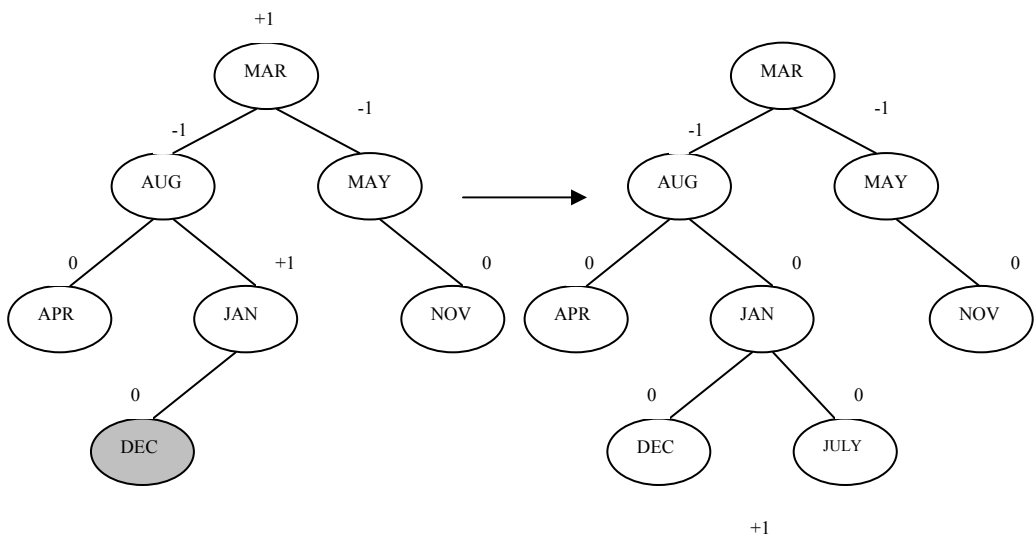 +1
MAR MAR
-1 -1 -1 -1
AUG MAY AUG MAY
0 +1 0 0 0 0
APR JAN NOV APR JAN NOV
0 0 0
DEC DEC JULY
+1